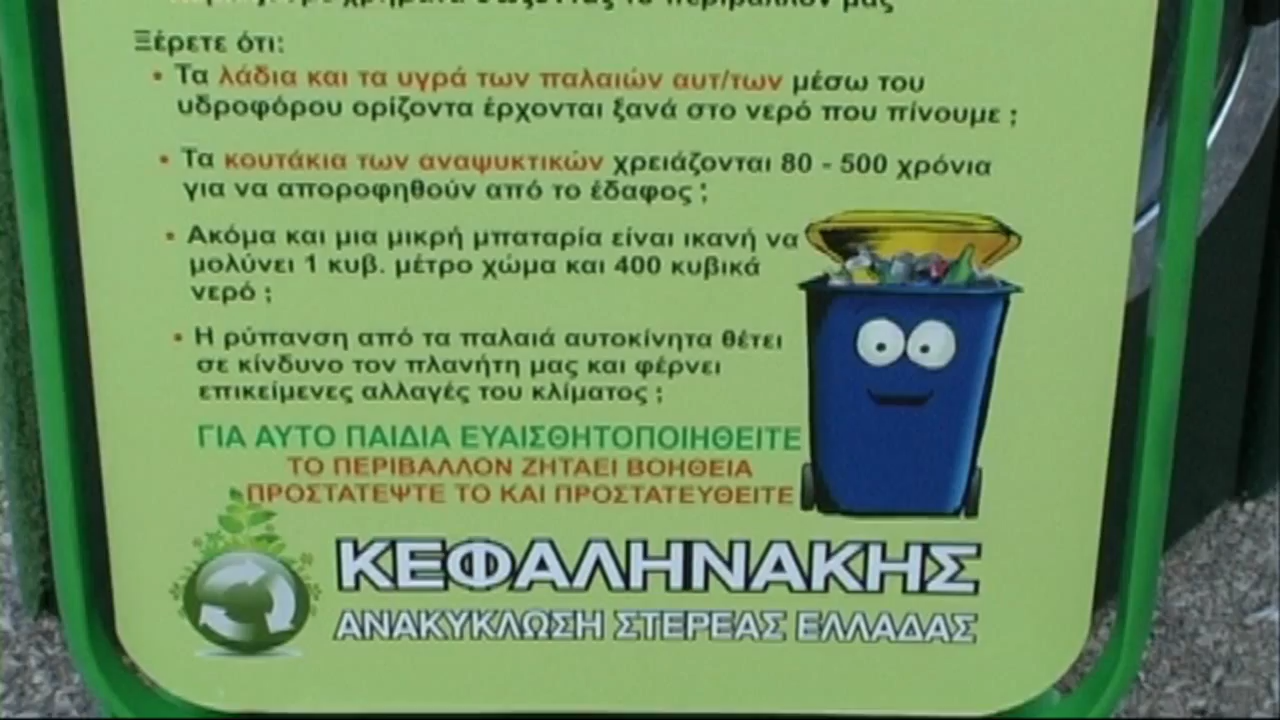 το περιβάλλον μας
Ξέρετε ότι:
• Τα λάδια και τα υγρά των παλαιών αυτ/των μέσω του
υδροφόρου ορίζοντα έρχονται ξανά στο νερό που πίνουμε ;
• Τα κουτάκια των αναψυκτικών χρειάζονται 80 - 500 χρόνια
για να αποροφηθούν από το έδαφος ;
• Ακόμα και μια μικρή μπαταρία είναι ικανή να
μολύνει 1 κυβ. μέτρο χώμα και 400 κυβικά
νερό ;
• Η ρύπανση από τα παλαιά αυτοκίνητα θέτει
σε κίνδυνο τον πλανήτη μας και φέρνει
επικείμενες αλλαγές του κλίματος ;
ΓΙΑ ΑΥΤΟ ΠΑΙΔΙΑ ΕΥΑΙΣΘΗΤΟΠΟΙΗΘΕΙΤΕ
ΤΟ ΠΕΡΙΒΑΛΛΟΝ ΖΗΤΑΕΙ ΒΟΗΘΕΙΑ
ΠΡΟΣΤΑΤΕΨΤΕ ΤΟ ΚΑΙ ΠΡΟΣΤΑΤΕΥΘΕΙΤΕ
ΚΕΦΑΛΗΝΑΚΗΣ
ΑΝΑΚΥΚΛΩΣΗ ΣΤΕΡΕΑΣ ΕΛΛΑΔΑΣ